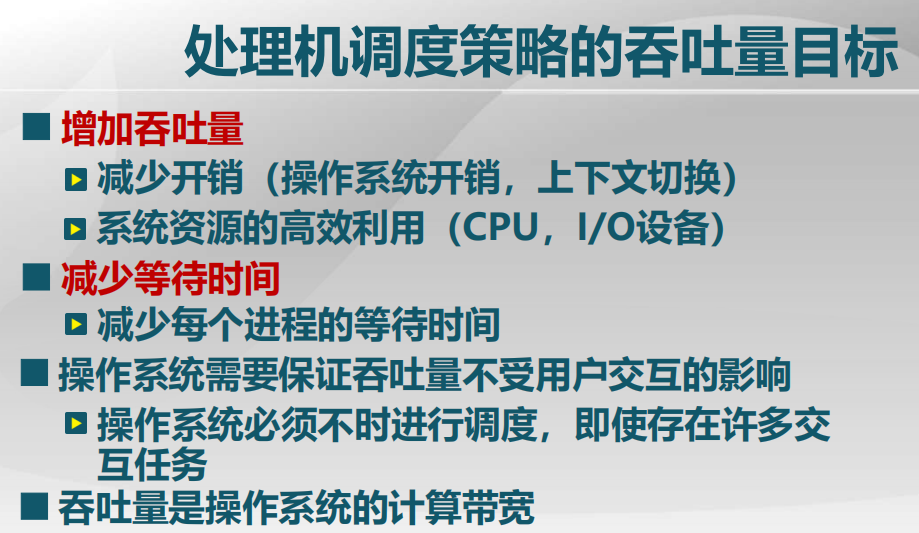 处理机调度策略的吞吐量目标
增加吞吐量
减少开销（操作系统开销，上下文切换）
系统资源的高效利用（CPU，I/O设备）
减少等待时间
减少每个进程的等待时间
操作系统需要保证吞吐量不受用户交互的影响
操作系统必须不时进行调度，即使存在许多交
互任务
吞吐量是操作系统的计算带宽